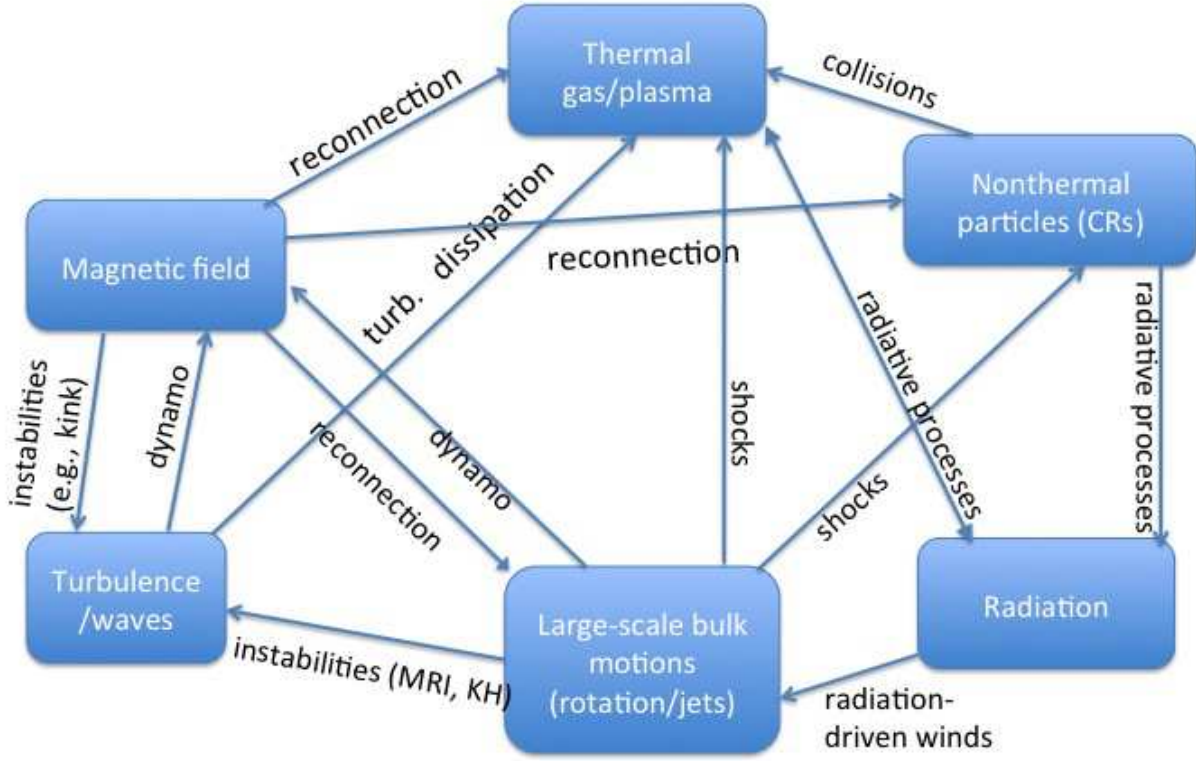 Thermal
gas/plasma
collisions
reconnection
Nonthermal
particles (CRs)
Magnetic field
turb. dissipation
reconnection
instabilities
(e.g., kink)
dynamo
reconnection
dynamo
shocks
shocks
radiative processes
radiative processes
Turbulence
/waves
Large-scale bulk
motions
(rotation/jets)
Radiation
instabilities (MRI, KH)
radiation-
driven winds